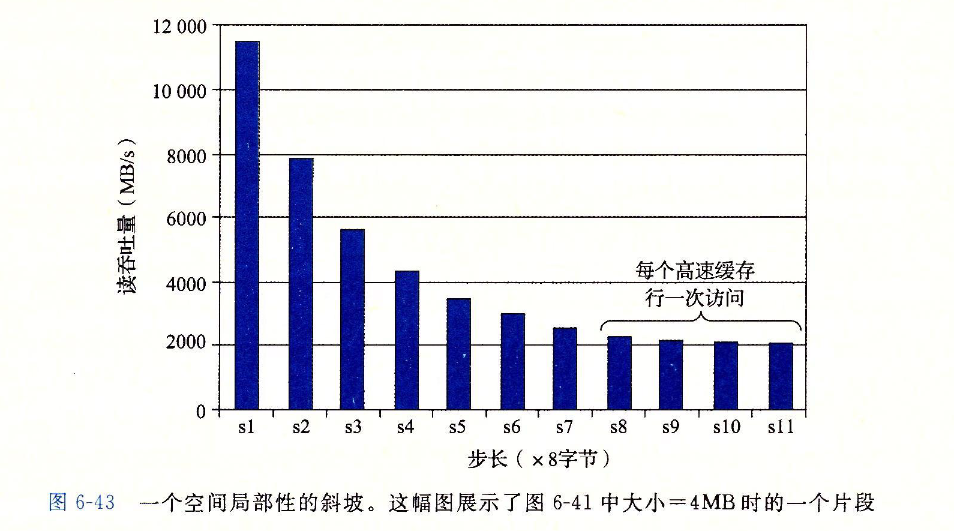 12 000
10 000
8000
6000
4000
2000
0
读吞吐量(MB/s)
每个高速缓存
行一次访问
s1 s2 s3 s4 s5 s6 s7 s8 s9 s10 s11
步长(×8字节)
图 6-43 一个空间局部性的斜坡。这幅图展示了图 6-41 中大小=4MB 时的一个片段